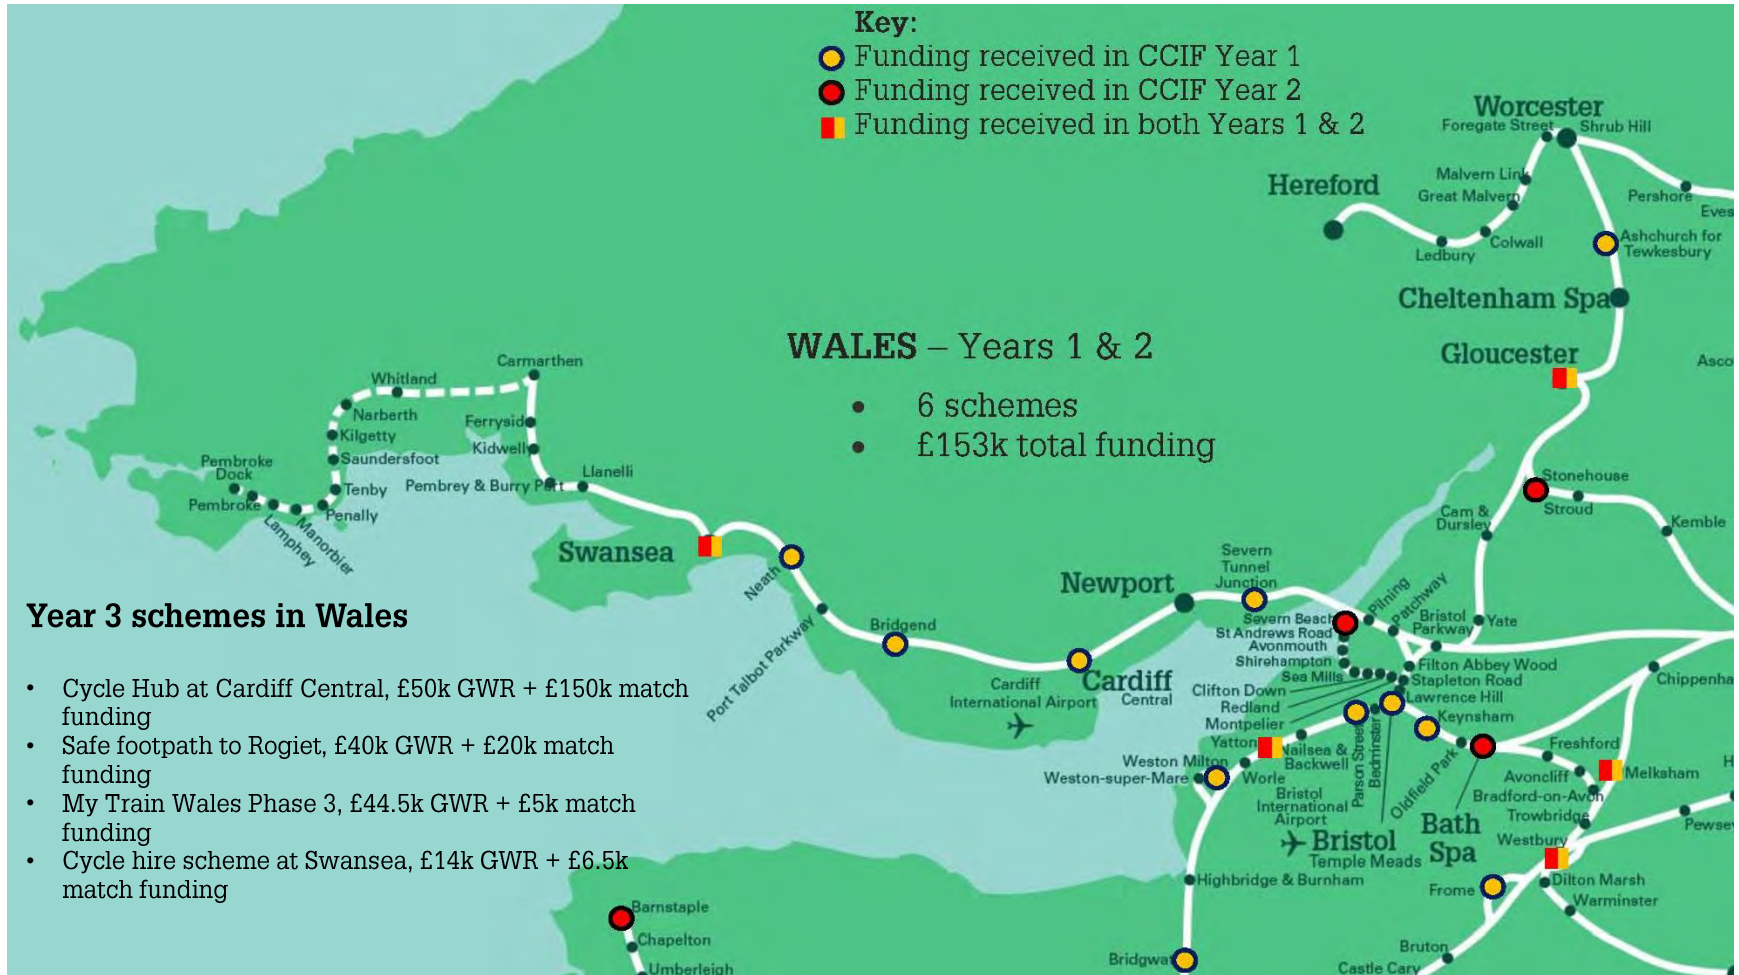 Key:
Funding received in CCIF Year 1
Funding received in CCIF Year 2
Funding received in both Years 1 & 2
Worcester
Foregate Street
Shrub Hill
Hereford
Malvern Link
Great Malvern
Pershore
Eves
Colwall
Ledbury
Ashchurch for
Tewkesbury
Cheltenham Spa
Gloucester
Asco
WALES – Years 1 & 2
• 6 schemes
• £153k total funding
Carmarthen
Whitland
Narberth
Kilgetty
Saundersfoot
Tenby
Penally
Manorbier
Lamphey
Pembroke
Pembroke
Dock
Ferryside
Kidwelly
Pembrey & Burry Port
Llanelli
Swansea
Neath
Port Talbot Parkway
Bridgend
Cardiff
International Airport
Cardiff
Central
Newport
Severn
Tunnel
Junction
Stonehouse
Stroud
Kemble
Cam &
Dursley
Pilning
Patchway
Bristol
Parkway
Yate
Severn Beach
St Andrews Road
Avonmouth
Shirehampton
Sea Mills
Clifton Down
Redland
Montpelier
Filton Abbey Wood
Stapleton Road
Lawrence Hill
Keynsham
Chippenha
Yatton
Nailsea &
Backwell
Parson Street
Bedminster
Oldfield Park
Freshford
Avoncliff
Bradford-on-Avon
Trowbridge
Melksham
H
Weston Milton
Weston-super-Mare
Worle
Bristol
International
Airport
Bristol
Temple Meads
Bath
Spa
Westbury
Pewsey
Frome
Dilton Marsh
Warminster
Highbridge & Burnham
Bruton
Castle Cary
Bridgwa
Barnstaple
Chapelton
Umberleigh
Year 3 schemes in Wales
• Cycle Hub at Cardiff Central, £50k GWR + £150k match
funding
• Safe footpath to Rogiet, £40k GWR + £20k match
funding
• My Train Wales Phase 3, £44.5k GWR + £5k match
funding
• Cycle hire scheme at Swansea, £14k GWR + £6.5k
match funding